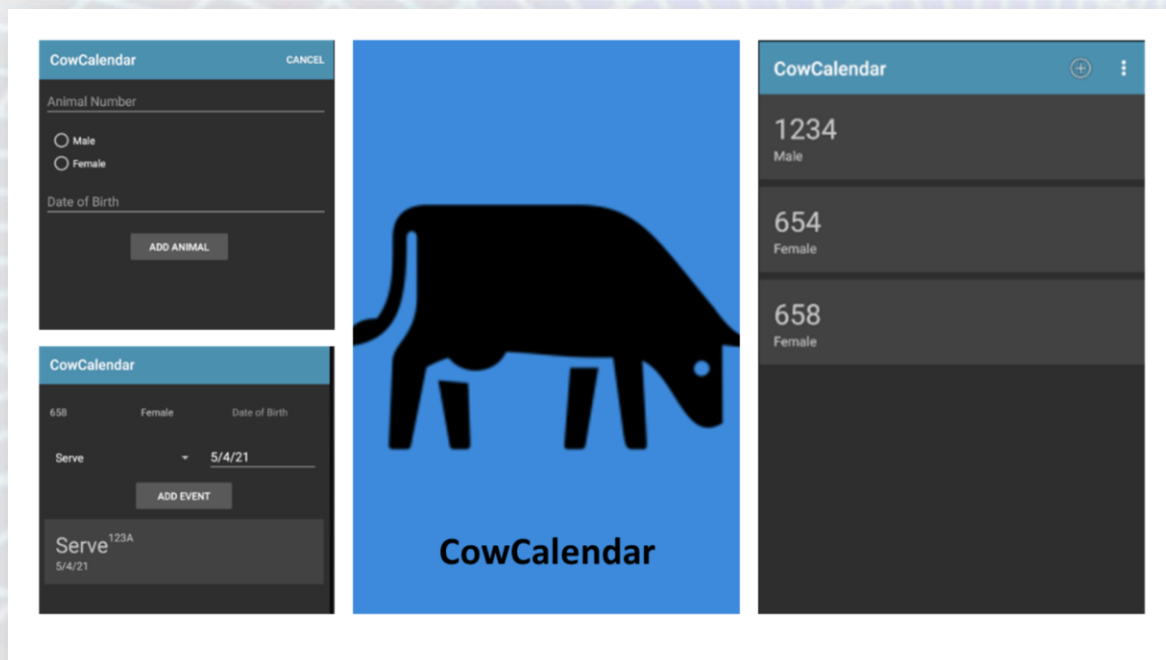 CowCalendar CANCEL
Animal Number
Male
Female
Date of Birth
ADD ANIMAL
CowCalendar
658 Female Date of Birth
Serve 5/4/21
ADD EVENT
Serve 123A
5/4/21
CowCalendar
CowCalendar
1234
Male
654
Female
658
Female